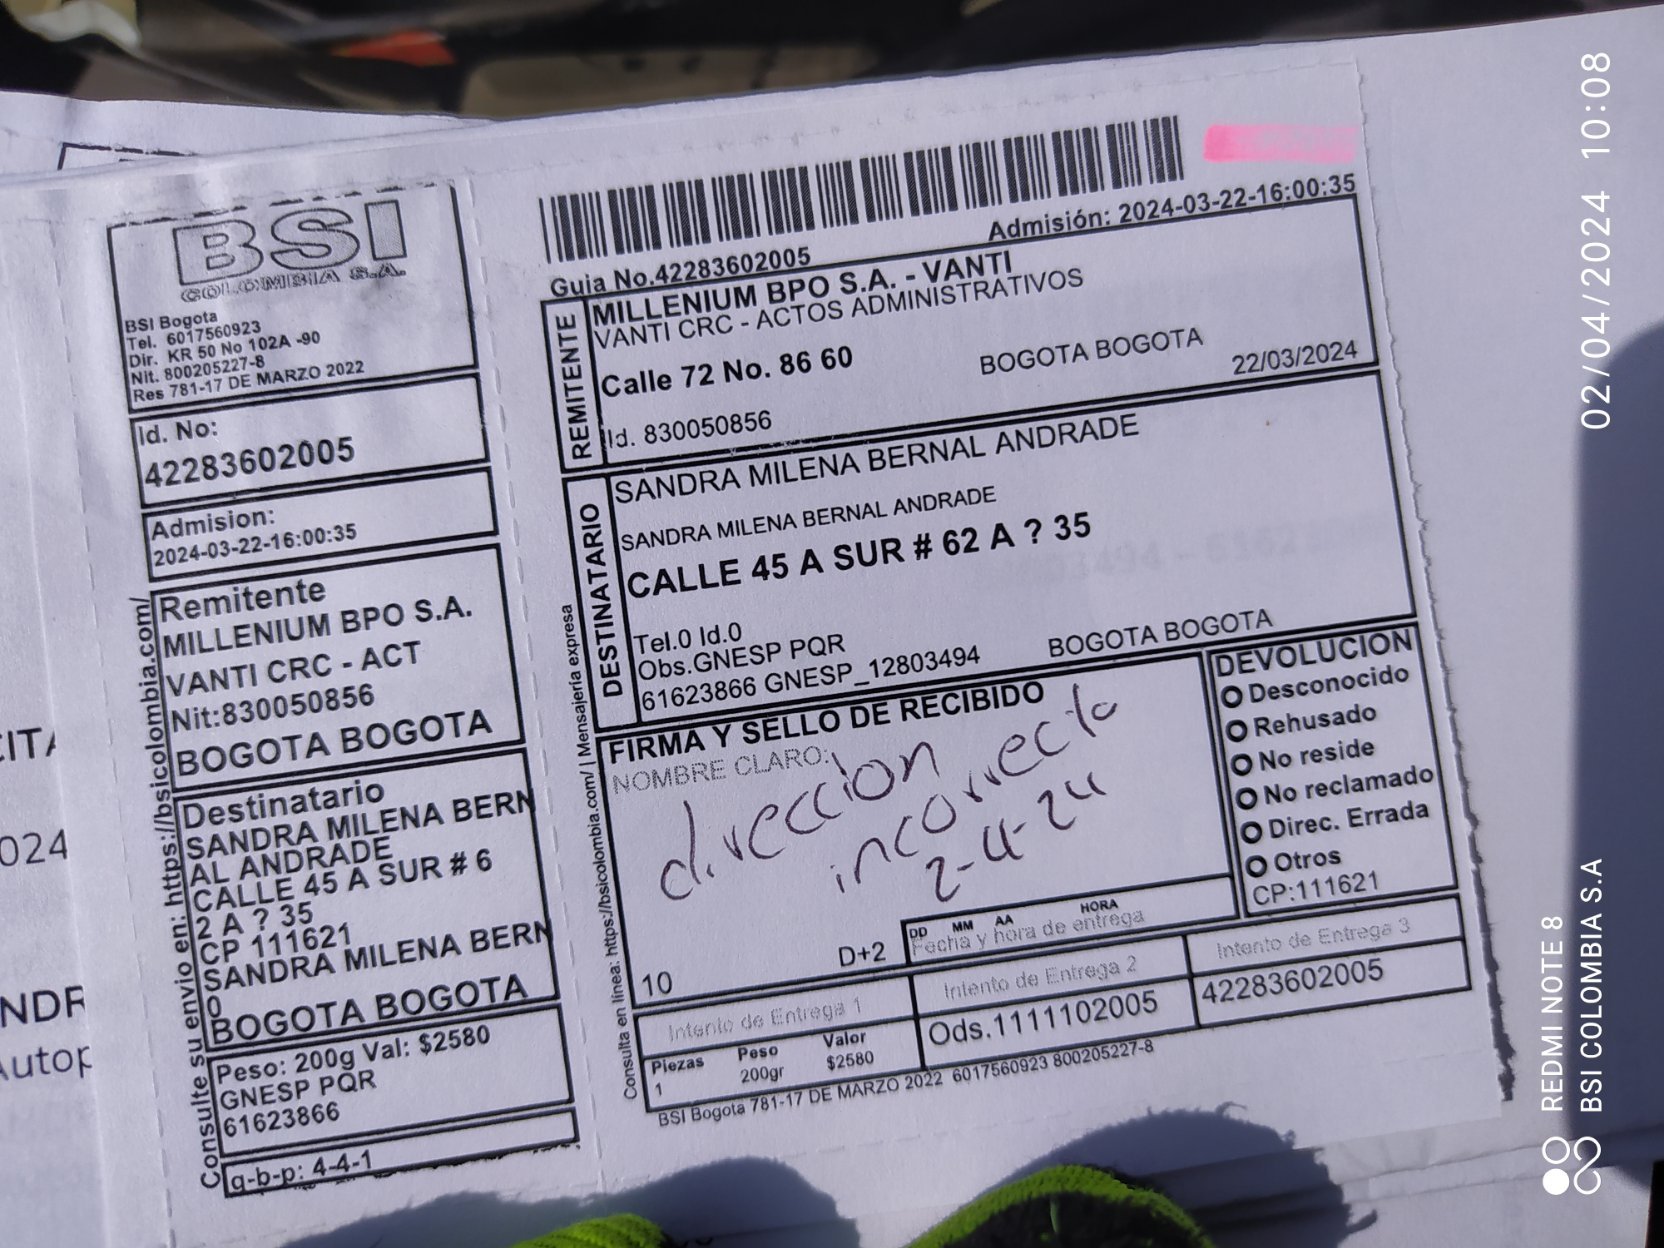 BSI
COLOMBIA S.A.
BSI Bogota
Tel. 6017560923
Dir. KR 50 No 102A -90
Nit. 800205227-8
Res 781-17 DE MARZO 2022
Id. No:
42283602005
Admision:
2024-03-22-16:00:35
Remitente
MILLENIUM BPO S.A.
VANTI CRC - ACT
Nit:830050856
BOGOTA BOGOTA
Destinatario
SANDRA MILENA BERN
AL ANDRADE
CALLE 45 A SUR # 6
2 A ? 35
CP 111621
SANDRA MILENA BERN
0
BOGOTA BOGOTA
Peso: 200g Val: $2580
GNESP PQR
61623866
g-b-p: 4-4-1
Consulte su envio en: https://bsicolombia.com/
Guia No.42283602005
Admisión: 2024-03-22-16:00:35
REMITENTE
MILLENIUM BPO S.A. - VANTI
VANTI CRC - ACTOS ADMINISTRATIVOS
Calle 72 No. 86 60
BOGOTA BOGOTA
22/03/2024
Id. 830050856
DESTINATARIO
SANDRA MILENA BERNAL ANDRADE
SANDRA MILENA BERNAL ANDRADE
CALLE 45 A SUR # 62 A ? 35
Tel.0 Id.0
Obs.GNESP PQR
BOGOTA BOGOTA
61623866 GNESP_12803494
FIRMA Y SELLO DE RECIBIDO
NOMBRE CLARO:
direccion
incorrecta
2-4-24
D+2
10
DD MM AA HORA
Fecha y hora de entrega
DEVOLUCION
Desconocido
Rehusado
No reside
No reclamado
Direc. Errada
Otros
CP:111621
Intento de Entrega 1
Intento de Entrega 2
Intento de Entrega 3
Piezas Peso Valor
1 200gr $2580
Ods.1111102005
42283602005
BSI Bogota 781-17 DE MARZO 2022 6017560923 800205227-8
Consulte en línea: https://bsicolombia.com/ | Mensajeria expresa
024
NDR
Autop
02/04/2024 10:08
REDMI NOTE 8
BSI COLOMBIA S.A